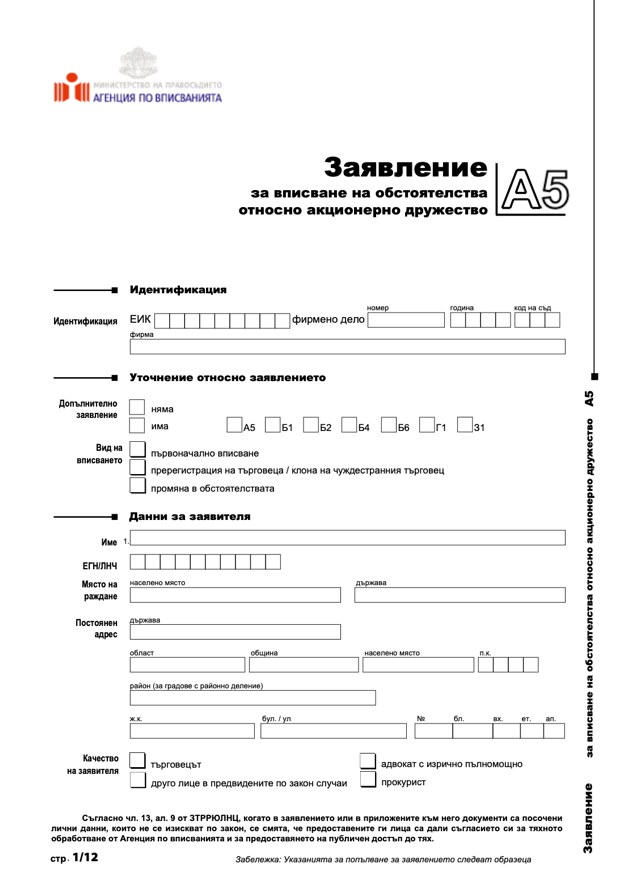 МИНИСТЕРСТВО НА ПРАВОСЪДИЕТО
АГЕНЦИЯ ПО ВПИСВАНИЯТА
Заявление
за вписване на обстоятелства
относно акционерно дружество
А5
Идентификация
номер година код на съд
Идентификация ЕИК фирмено дело
фирма
Уточнение относно заявлението
Допълнително заявление
няма
има А5 Б1 Б2 Б4 Б6 Г1 З1
Вид на вписването
първоначално вписване
пререгистрация на търговеца / клона на чуждестранния търговец
промяна в обстоятелствата
Данни за заявителя
Име 1.
ЕГН/ЛНЧ
Място на раждане
населено място държава
Постоянен адрес
държава
област община населено място п.к.
район (за градове с районно деление)
ж.к. бул. / ул № бл. вх. ет. ап.
Качество на заявителя
търговецът адвокат с изрично пълномощно
друго лице в предвидените по закон случаи прокурист
Съгласно чл. 13, ал. 9 от ЗТРРЮЛНЦ, когато в заявлението или в приложените към него документи са посочени
лични данни, които не се изискват по закон, се смята, че предоставените ги лица са дали съгласието си за тяхното
обработване от Агенция по вписванията и за предоставянето на публичен достъп до тях.
стр. 1/12
Забележка: Указанията за попълване за заявлението следват образеца
Заявление за вписване на обстоятелства относно акционерно дружество А5